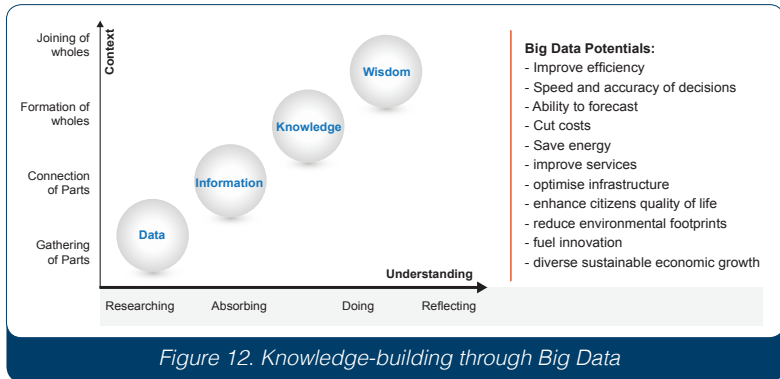 Context
Joining of
wholes
Formation of
wholes
Connection
of Parts
Gathering
of Parts
Wisdom
Knowledge
Information
Data
Understanding
Researching
Absorbing
Doing
Reflecting
Big Data Potentials:
- Improve efficiency
- Speed and accuracy of decisions
- Ability to forecast
- Cut costs
- Save energy
- improve services
- optimise infrastructure
- enhance citizens quality of life
- reduce environmental footprints
- fuel innovation
- diverse sustainable economic growth
Figure 12. Knowledge-building through Big Data